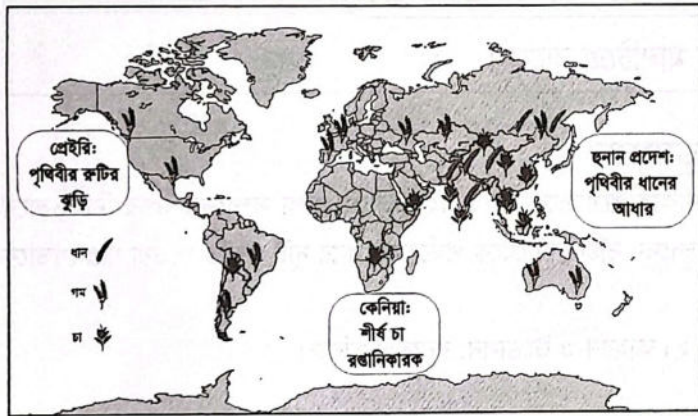 প্রেইরি:
পৃথিবীর রুটির
ঝুড়ি
ধান
গম
চা
কেনিয়া:
শীর্ষ চা
রপ্তানিকারক
হুনান প্রদেশ:
পৃথিবীর ধানের
আধার